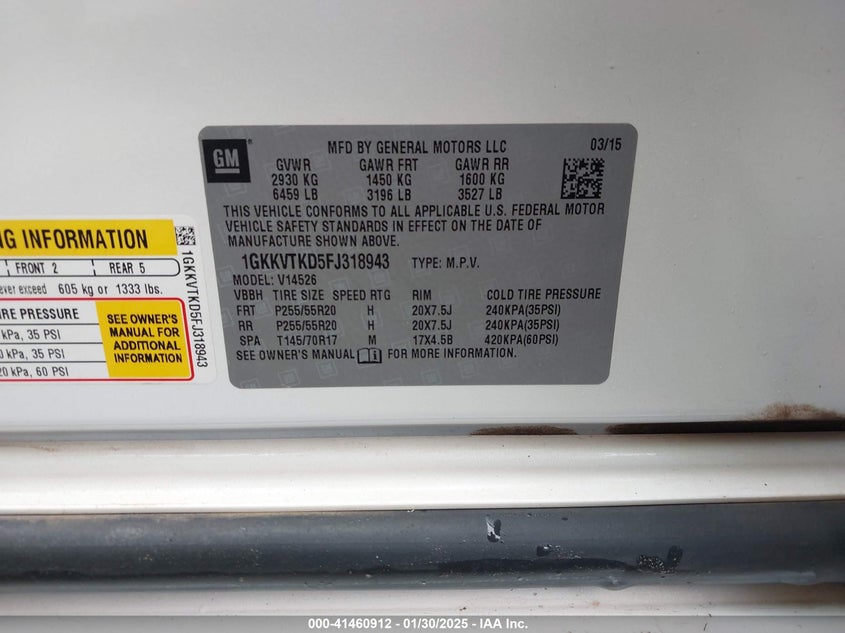 GM
MFD BY GENERAL MOTORS LLC 03/15
GVWR GAWR FRT GAWR RR
2930 KG 1450 KG 1600 KG
6459 LB 3196 LB 3527 LB
THIS VEHICLE CONFORMS TO ALL APPLICABLE U.S. FEDERAL MOTOR
VEHICLE SAFETY STANDARDS IN EFFECT ON THE DATE OF
MANUFACTURE SHOWN ABOVE.
1GKKVTKD5FJ318943 TYPE: M.P.V.
MODEL: V14526
VBBH TIRE SIZE SPEED RTG RIM COLD TIRE PRESSURE
FRT P255/55R20 H 20X7.5J 240KPA(35PSI)
RR P255/55R20 H 20X7.5J 240KPA(35PSI)
SPA T145/70R17 M 17X4.5B 420KPA(60PSI)
SEE OWNER'S MANUAL FOR MORE INFORMATION.
NG INFORMATION
FRONT 2 REAR 5
ever exceed 605 kg or 1333 lbs.
IRE PRESSURE
kPa, 35 PSI
0 kPa, 35 PSI
20 kPa, 60 PSI
SEE OWNER'S
MANUAL FOR
ADDITIONAL
INFORMATION
1GKKVTKD5FJ318943
000-41460912 - 01/30/2025 - IAA Inc.